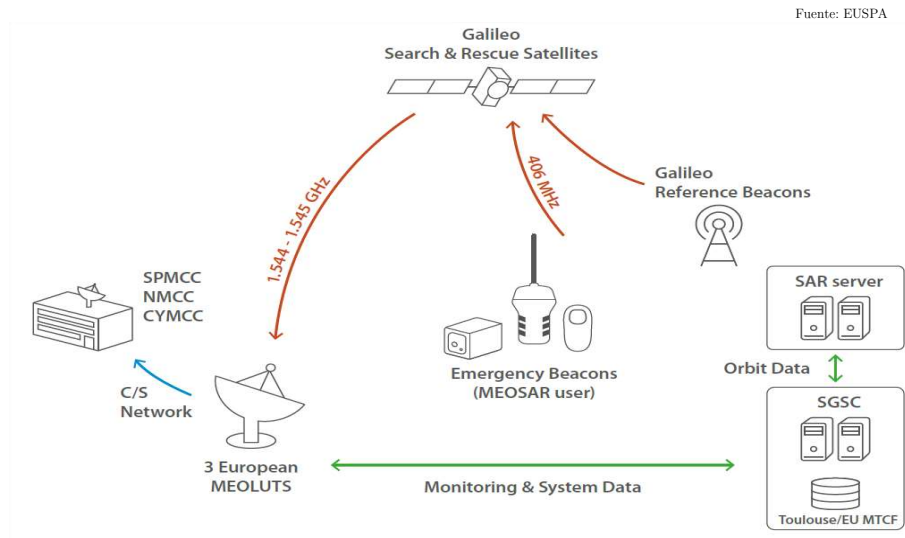 Fuente: EUSPA
Galileo
Search & Rescue Satellites
1.544 - 1.545 GHz
406 MHz
Galileo
Reference Beacons
SPMCC
NMCC
CYMCC
SAR server
Orbit Data
Emergency Beacons
(MEOSAR user)
C/S
Network
SGSC
3 European
MEOLUTS
Monitoring & System Data
Toulouse/EU MTCF